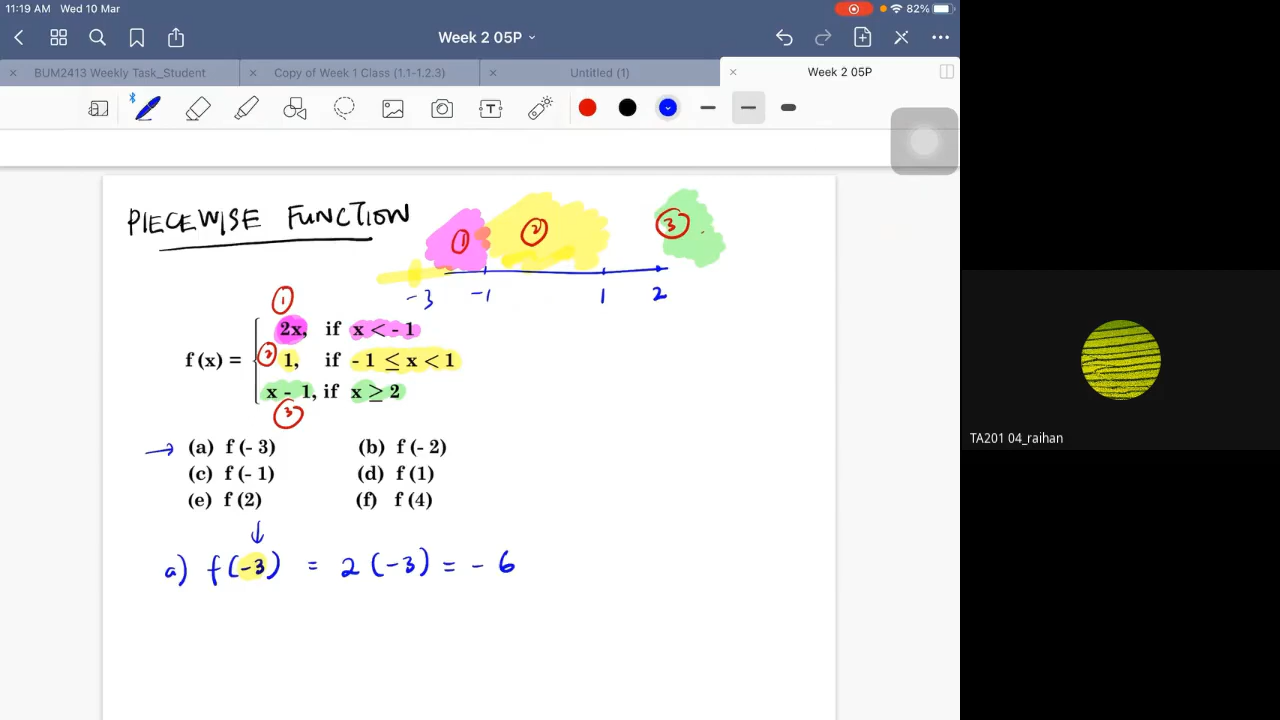 11:19 AM Wed 10 Mar
82%
Week 2 05P
BUM2413 Weekly Task_Student
Copy of Week 1 Class (1.1-1.2.3)
Untitled (1)
Week 2 05P
PIECEWISE FUNCTION
1 2 3
-3 -1 1 2
1
2x, if x < - 1
f (x) = 2 1, if - 1 ≤ x < 1
x - 1, if x ≥ 2
3
→ (a) f (- 3) (b) f (- 2)
(c) f (- 1) (d) f (1)
(e) f (2) (f) f (4)
a) f(-3) = 2 (-3) = - 6
TA201 04_raihan